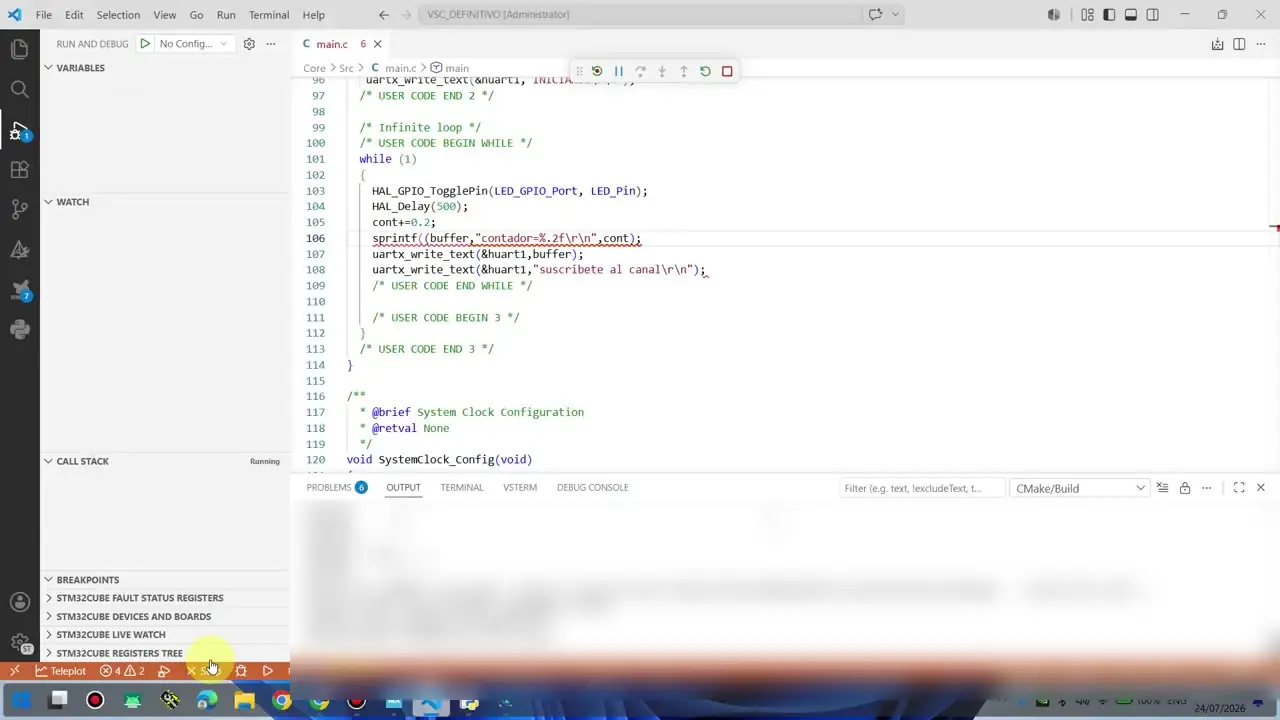 File Edit Selection View Go Run Terminal Help VSC_DEFINITIVO [Administrator]
RUN AND DEBUG No Config... main.c 6
VARIABLES
Core > Src > C main.c > main
96 uartx_write_text(&huart1,
97 /* USER CODE END 2 */
98
99 /* Infinite loop */
100 /* USER CODE BEGIN WHILE */
101 while (1)
102 {
103 HAL_GPIO_TogglePin(LED_GPIO_Port, LED_Pin);
104 HAL_Delay(500);
105 cont+=0.2;
106 sprintf((buffer,"contador=%.2f\r\n",cont);
107 uartx_write_text(&huart1,buffer);
108 uartx_write_text(&huart1,"suscribete al canal\r\n");
109 /* USER CODE END WHILE */
110
111 /* USER CODE BEGIN 3 */
112 }
113 /* USER CODE END 3 */
114 }
115
116 /**
117 * @brief System Clock Configuration
118 * @retval None
119 */
120 void SystemClock_Config(void)
WATCH
CALL STACK Running
PROBLEMS 6 OUTPUT TERMINAL VSTERM DEBUG CONSOLE Filter (e.g. text, !excludeText, t... CMake/Build
BREAKPOINTS
STM32CUBE FAULT STATUS REGISTERS
STM32CUBE DEVICES AND BOARDS
STM32CUBE LIVE WATCH
STM32CUBE REGISTERS TREE
Teleplot 4 2
100% ENG
24/07/2026